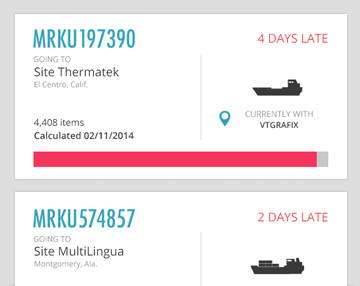 MRKU197390
4 DAYS LATE
GOING TO
Site Thermatek
El Centro, Calif.
4,408 items
Calculated 02/11/2014
CURRENTLY WITH
VTGRAFIX
MRKU574857
2 DAYS LATE
GOING TO
Site MultiLingua
Montgomery, Ala.